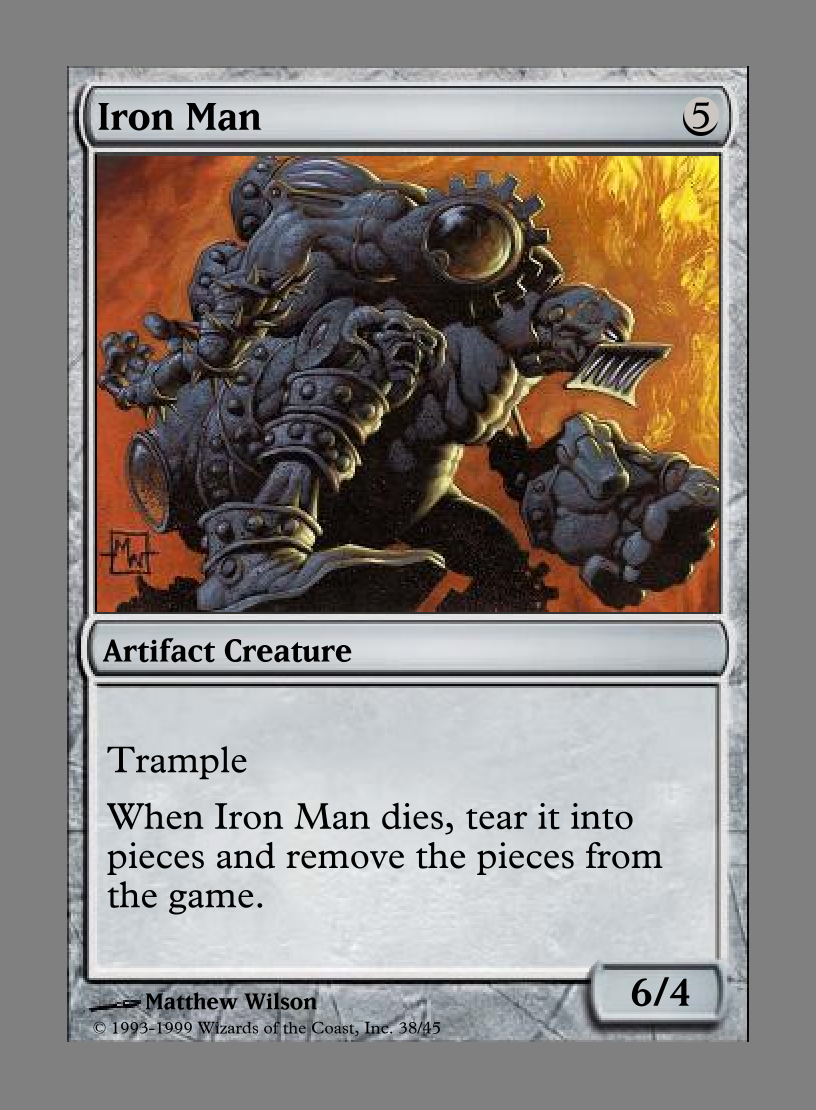 Iron Man 5
MW
Artifact Creature
Trample
When Iron Man dies, tear it into
pieces and remove the pieces from
the game.
6/4
Matthew Wilson
© 1993-1999 Wizards of the Coast, Inc. 38/45